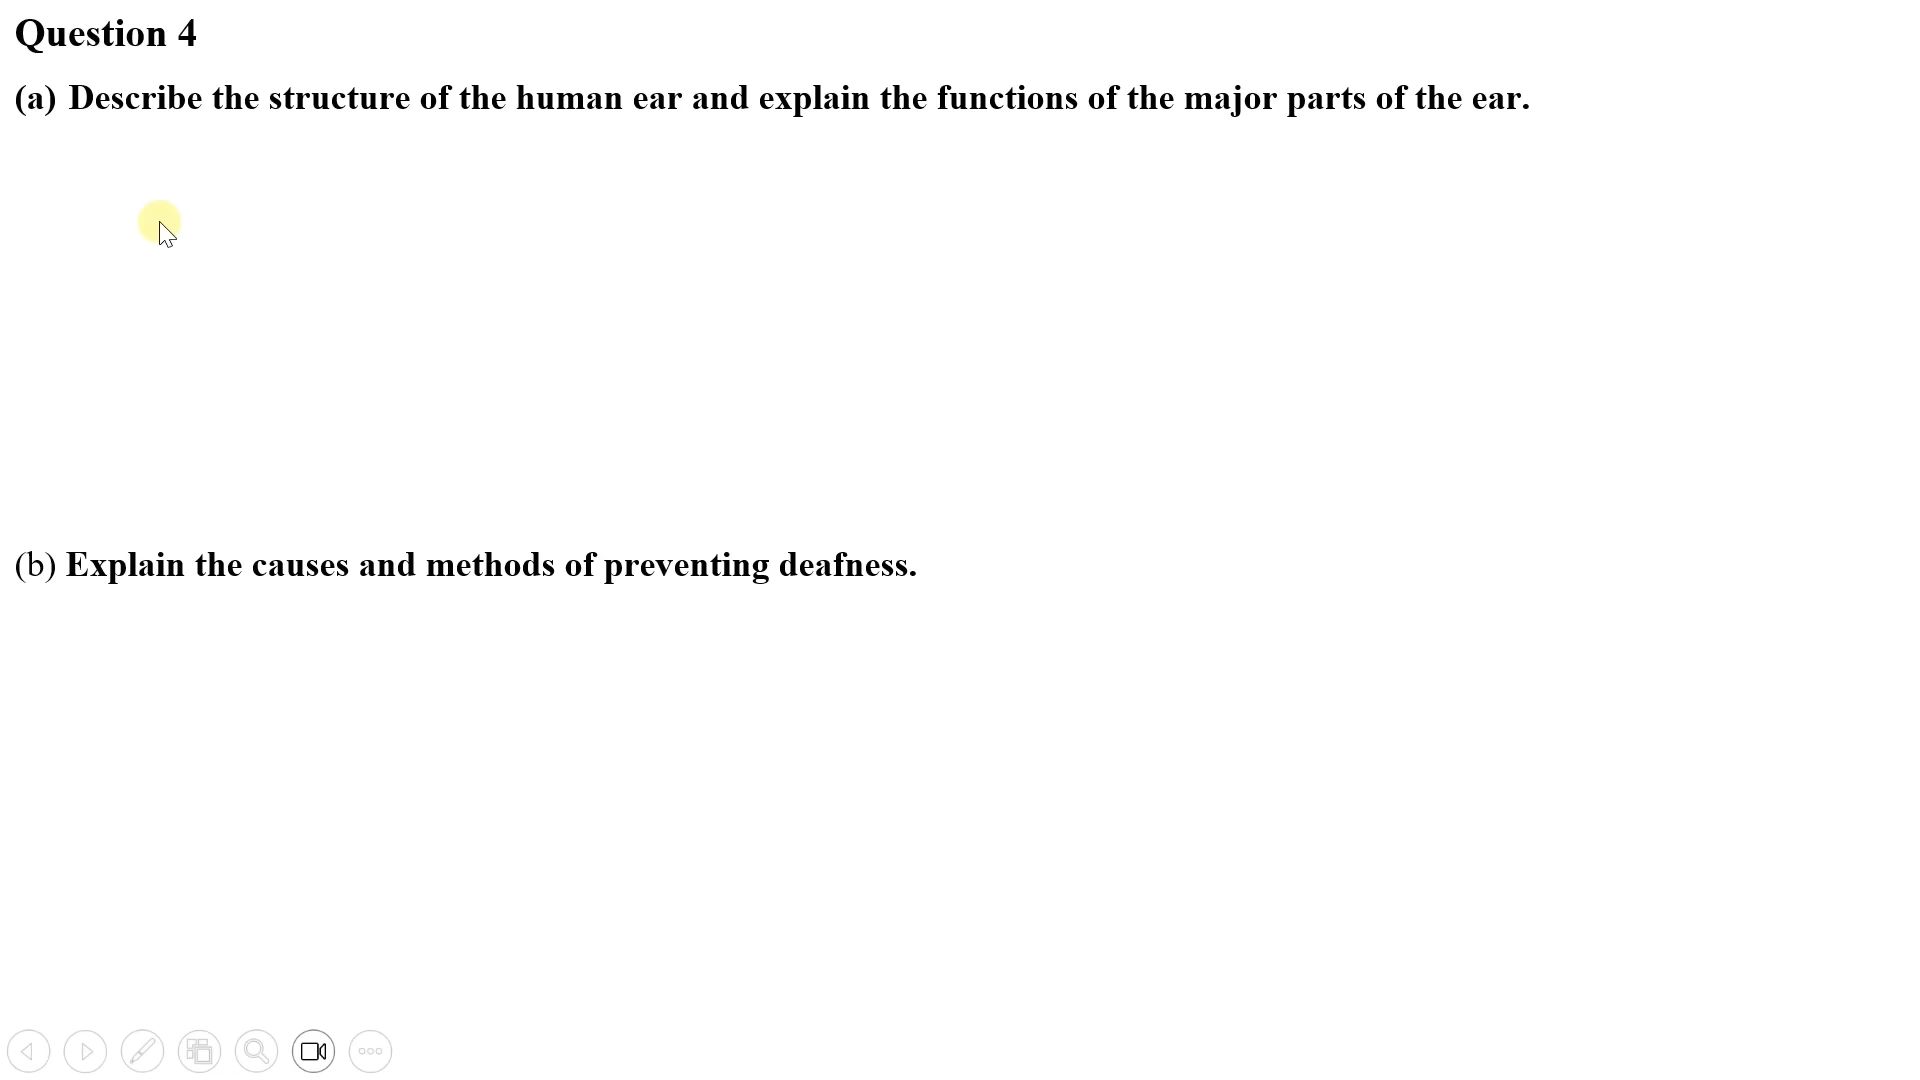 Question 4
(a) Describe the structure of the human ear and explain the functions of the major parts of the ear.
(b) Explain the causes and methods of preventing deafness.